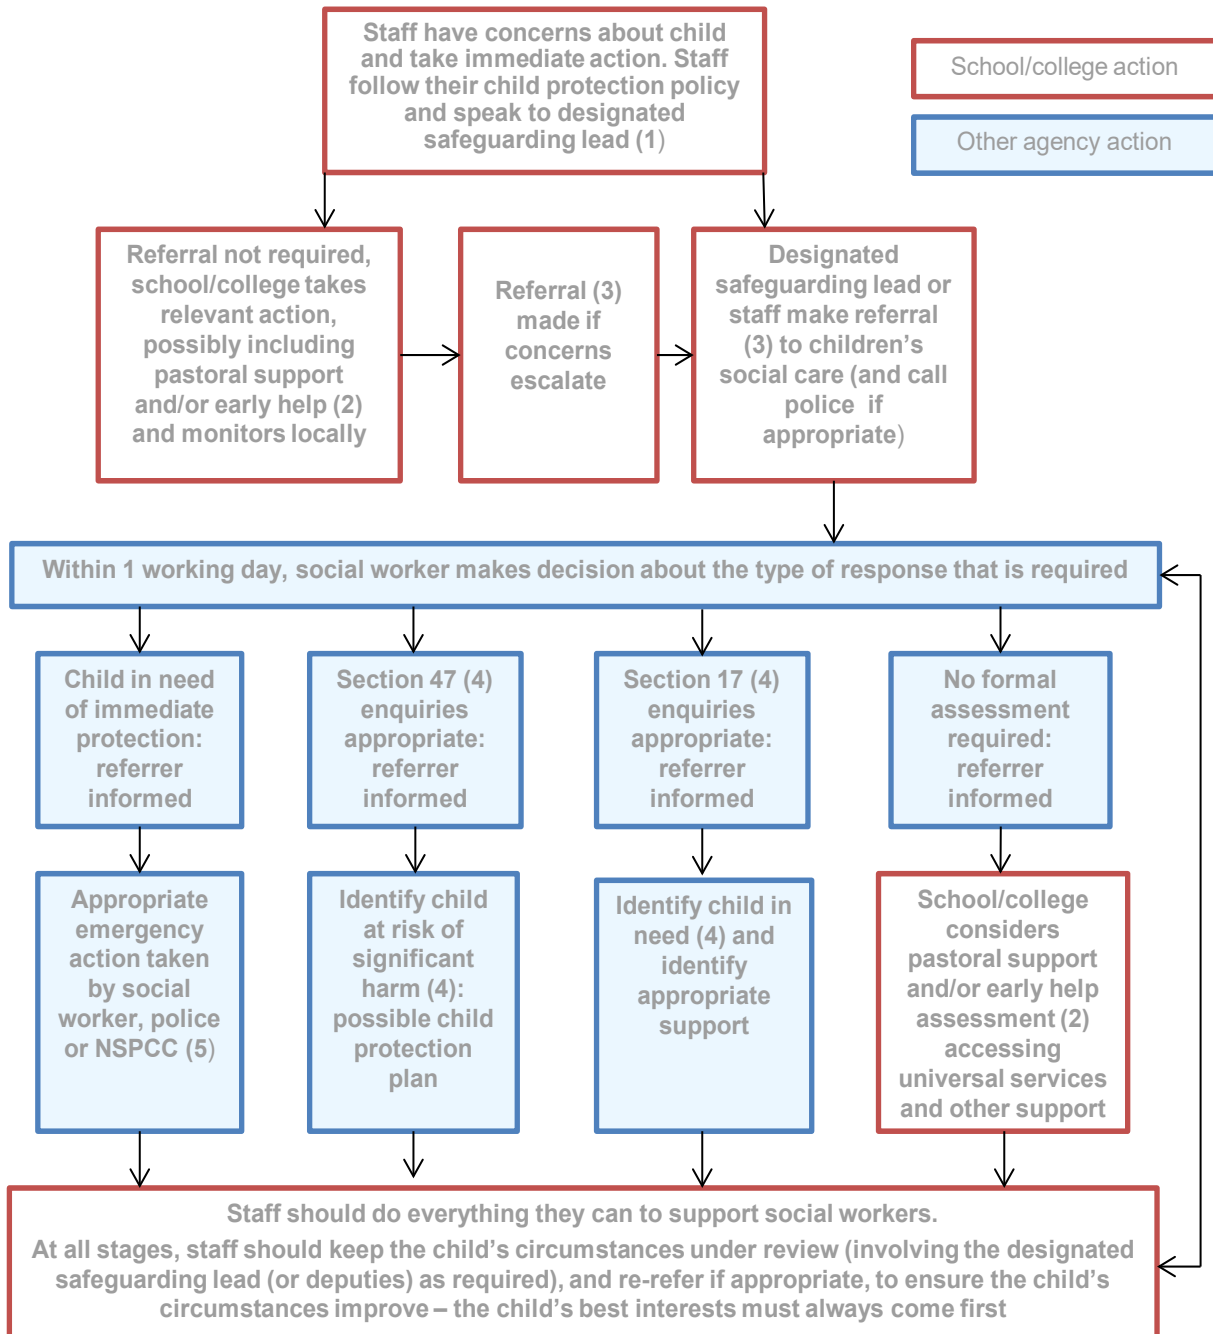 Staff have concerns about child
and take immediate action. Staff
follow their child protection policy
and speak to designated
safeguarding lead (1)
School/college action
Other agency action
Referral not required,
school/college takes
relevant action,
possibly including
pastoral support
and/or early help (2)
and monitors locally
Referral (3)
made if
concerns
escalate
Designated
safeguarding lead or
staff make referral
(3) to children’s
social care (and call
police if
appropriate)
Within 1 working day, social worker makes decision about the type of response that is required
Child in need
of immediate
protection:
referrer
informed
Section 47 (4)
enquiries
appropriate:
referrer
informed
Section 17 (4)
enquiries
appropriate:
referrer
informed
No formal
assessment
required:
referrer
informed
Appropriate
emergency
action taken
by social
worker, police
or NSPCC (5)
Identify child
at risk of
significant
harm (4):
possible child
protection
plan
Identify child in
need (4) and
identify
appropriate
support
School/college
considers
pastoral support
and/or early help
assessment (2)
accessing
universal services
and other support
Staff should do everything they can to support social workers.
At all stages, staff should keep the child’s circumstances under review (involving the designated
safeguarding lead (or deputies) as required), and re-refer if appropriate, to ensure the child’s
circumstances improve – the child’s best interests must always come first